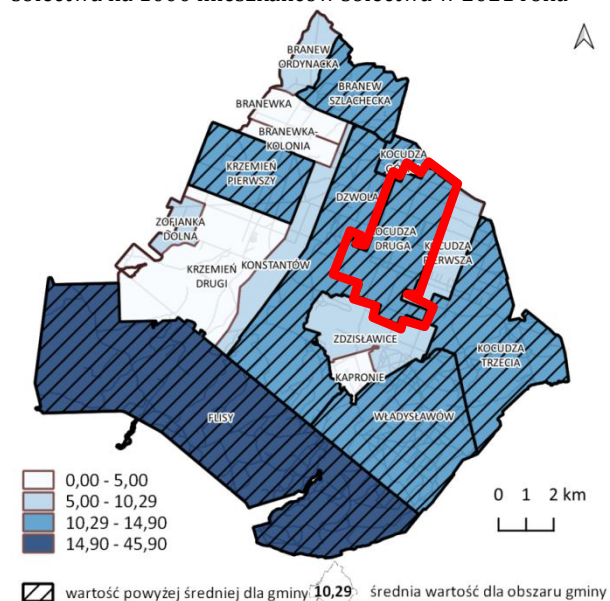 sołectwa na 1000 mieszkańców sołectwa w 2021 roku
BRANEW
ORDYNACKA
BRANEW
SZLACHECKA
BRANEWKA
BRANEWKA-
KOLONIA
KOCUDZA
KRZEMIEŃ
PIERWSZY
DZWOLA
ZOFIANKA
DOLNA
OCUDZA
DRUGA
KOCUDZA
PIERWSZA
KRZEMIEŃ
DRUGI
KONSTANTÓW
ZDZISŁAWICE
KOCUDZA
TRZECIA
KAPRONIE
FLISY
WŁADYSŁAWÓW
0,00 - 5,00
5,00 - 10,29
10,29 - 14,90
14,90 - 45,90
0 1 2 km
wartość powyżej średniej dla gminy
10,29 średnia wartość dla obszaru gminy